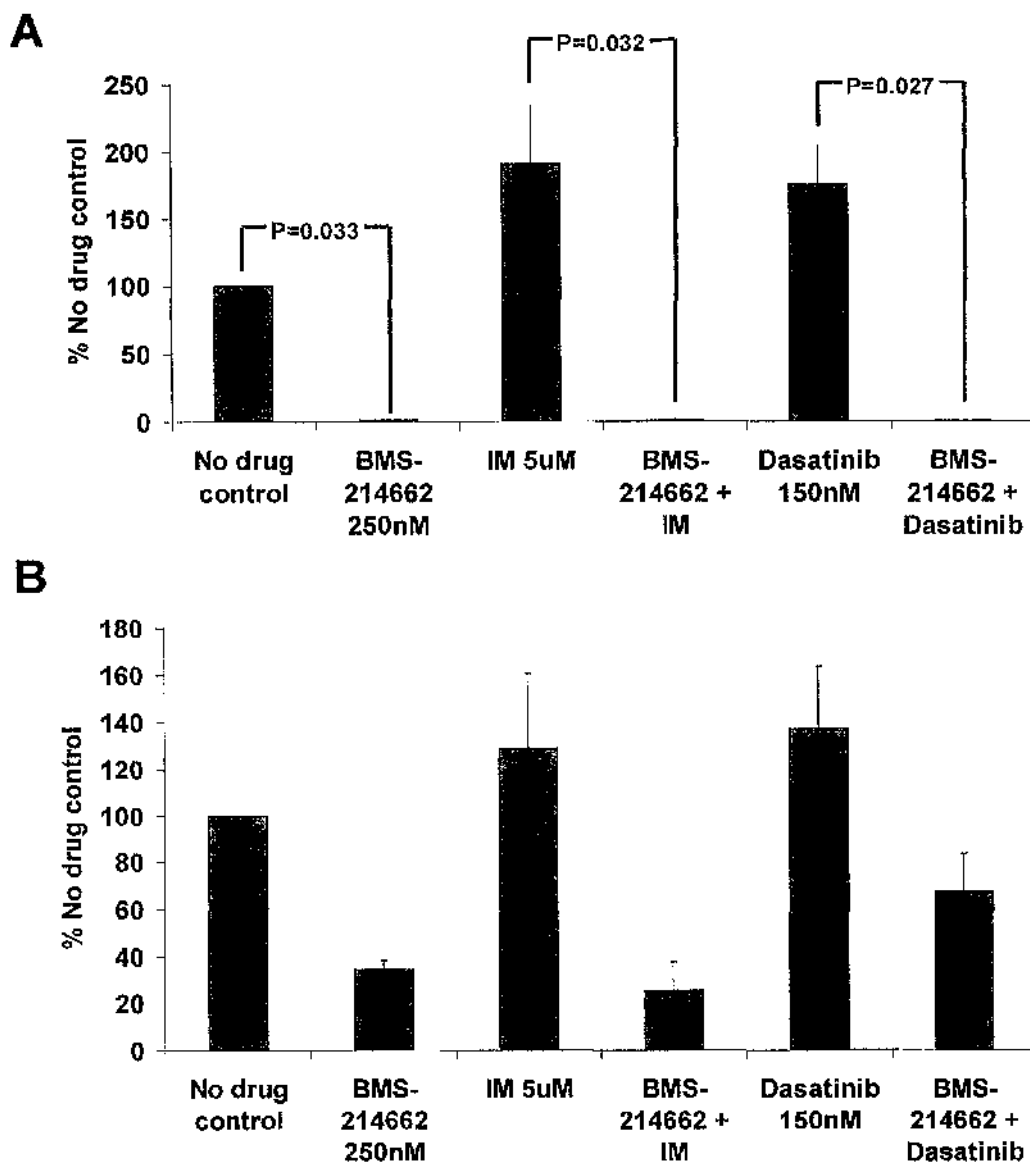 A
P=0.032
P=0.027
P=0.033
% No drug control
250
200
150
100
50
0
No drug
control
BMS-
214662
250nM
IM 5uM
BMS-
214662 +
IM
Dasatinib
150nM
BMS-
214662 +
Dasatinib
B
% No drug control
180
160
140
120
100
80
60
40
20
0
No drug
control
BMS-
214662
250nM
IM 5uM
BMS-
214662 +
IM
Dasatinib
150nM
BMS-
214662 +
Dasatinib